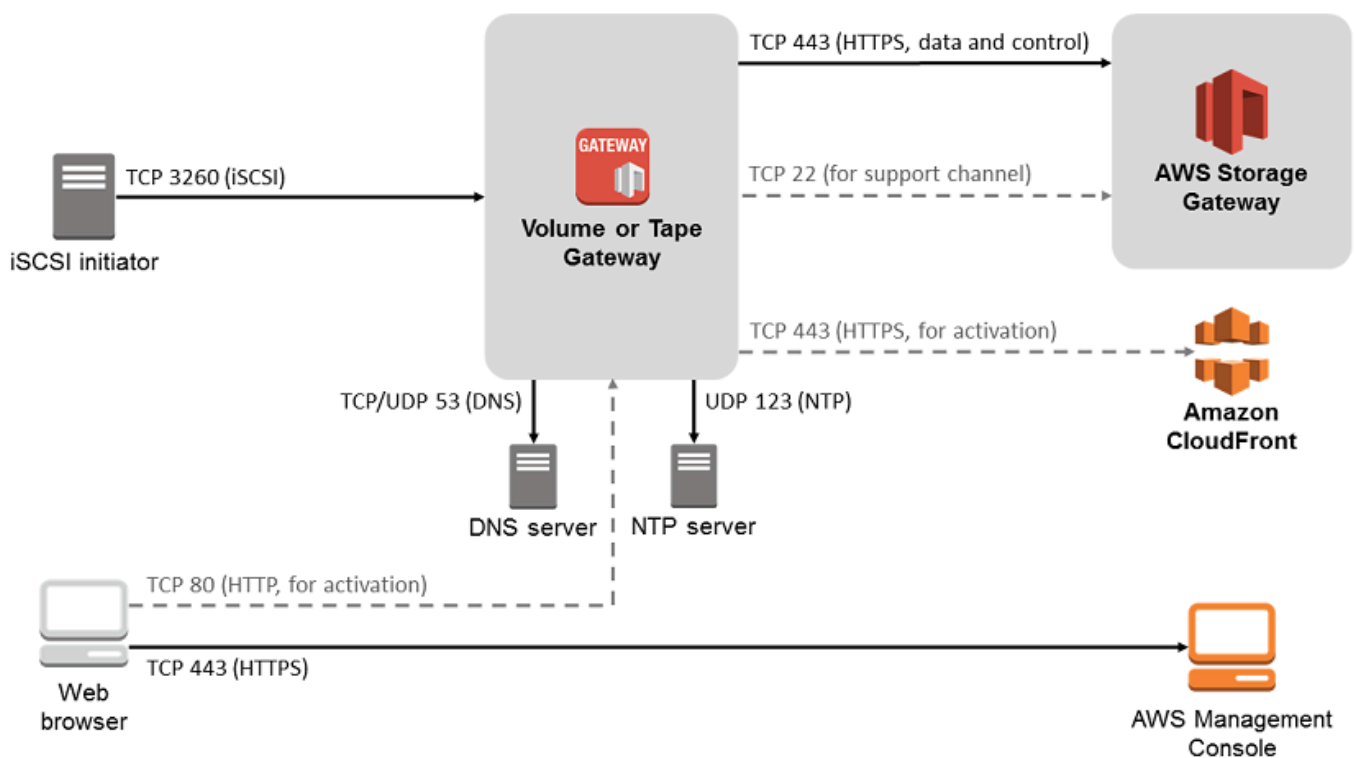 TCP 443 (HTTPS, data and control)
GATEWAY
TCP 3260 (iSCSI)
TCP 22 (for support channel)
AWS Storage
Gateway
Volume or Tape
Gateway
iSCSI initiator
TCP 443 (HTTPS, for activation)
TCP/UDP 53 (DNS)
UDP 123 (NTP)
Amazon
CloudFront
DNS server
NTP server
TCP 80 (HTTP, for activation)
TCP 443 (HTTPS)
Web
browser
AWS Management
Console